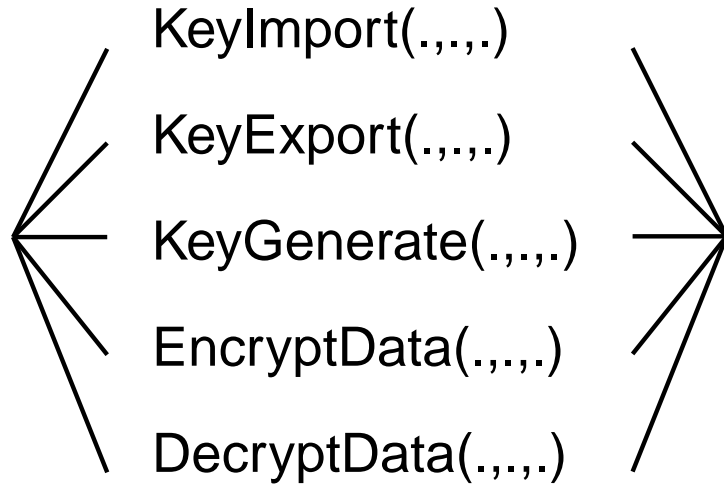 KeyImport(.,.,.)
KeyExport(.,.,.)
KeyGenerate(.,.,.)
EncryptData(.,.,.)
DecryptData(.,.,.)